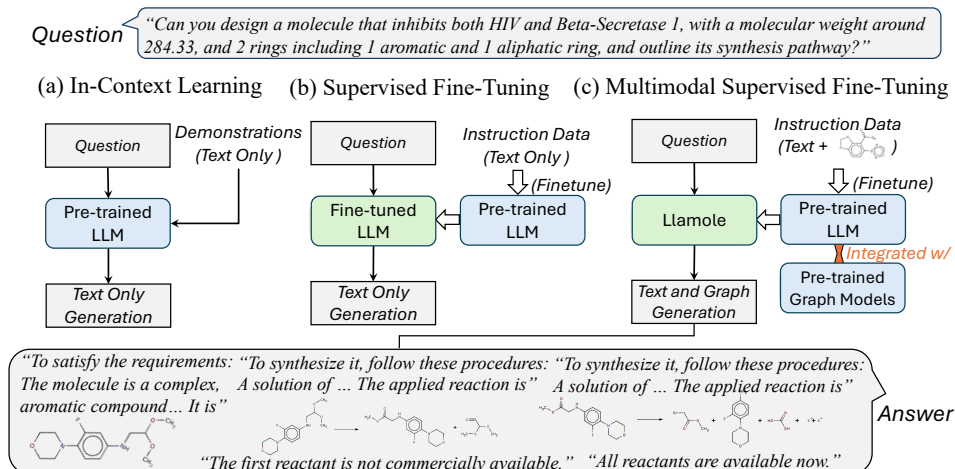 Question
“Can you design a molecule that inhibits both HIV and Beta-Secretase 1, with a molecular weight around
284.33, and 2 rings including 1 aromatic and 1 aliphatic ring, and outline its synthesis pathway?”
(a) In-Context Learning
Question
Demonstrations
(Text Only )
Pre-trained
LLM
Text Only
Generation
(b) Supervised Fine-Tuning
Question
Instruction Data
(Text Only)
(Finetune)
Fine-tuned
LLM
Pre-trained
LLM
Text Only
Generation
(c) Multimodal Supervised Fine-Tuning
Question
Instruction Data
(Text + )
(Finetune)
Llamole
Pre-trained
LLM
Integrated w/
Pre-trained
Graph Models
Text and Graph
Generation
“To satisfy the requirements:
The molecule is a complex,
aromatic compound… It is”
“To synthesize it, follow these procedures:
A solution of … The applied reaction is”
“The first reactant is not commercially available.”
“To synthesize it, follow these procedures:
A solution of … The applied reaction is”
“All reactants are available now.”
Answer